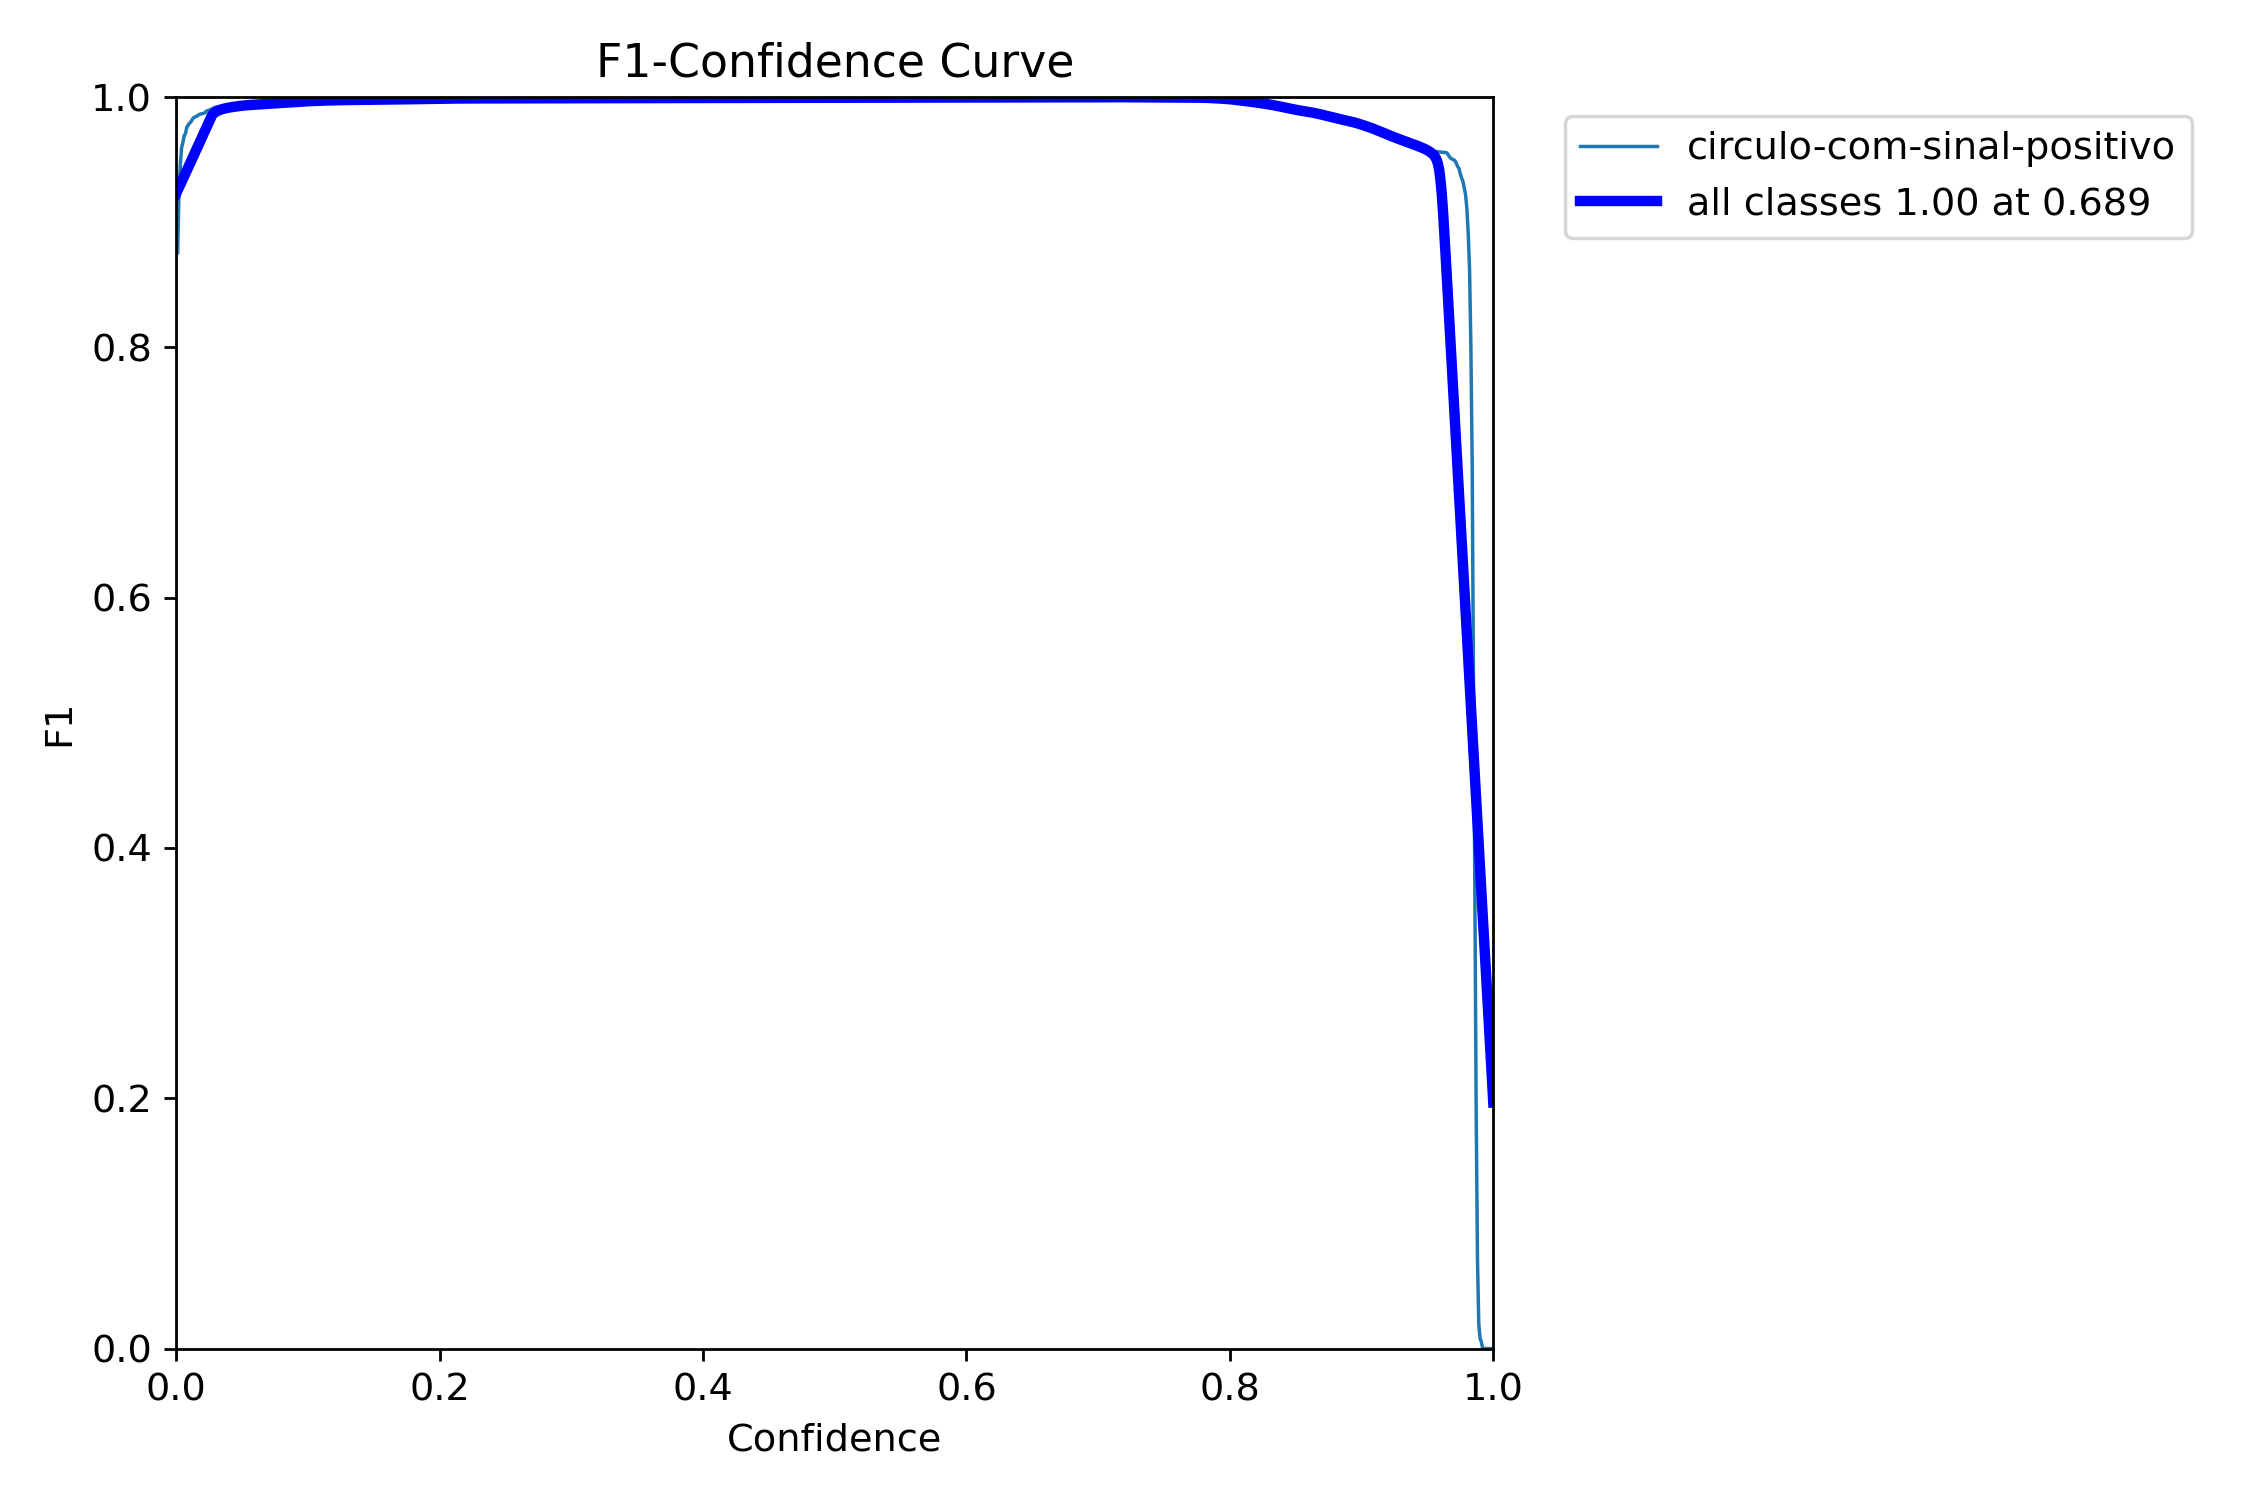 F1-Confidence Curve
circulo-com-sinal-positivo
all classes 1.00 at 0.689
1.0
0.8
0.6
0.4
0.2
0.0
F1
0.0 0.2 0.4 0.6 0.8 1.0
Confidence